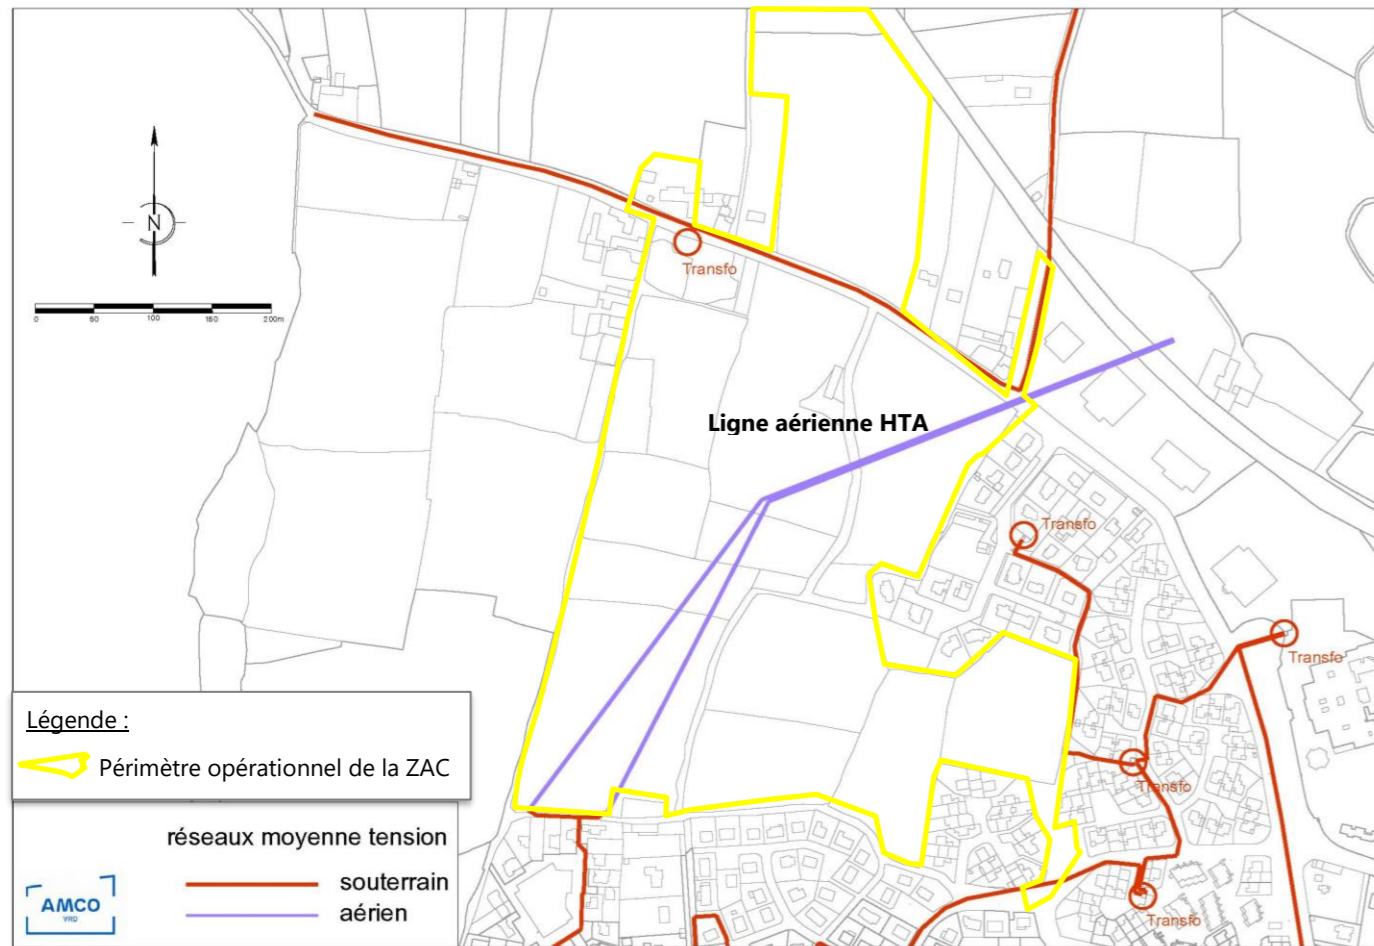 N
0 50 100 150 200m
Transfo
Ligne aérienne HTA
Transfo
Transfo
Transfo
Transfo
Légende :
Périmètre opérationnel de la ZAC
réseaux moyenne tension
souterrain
aérien
AMCO
VRD